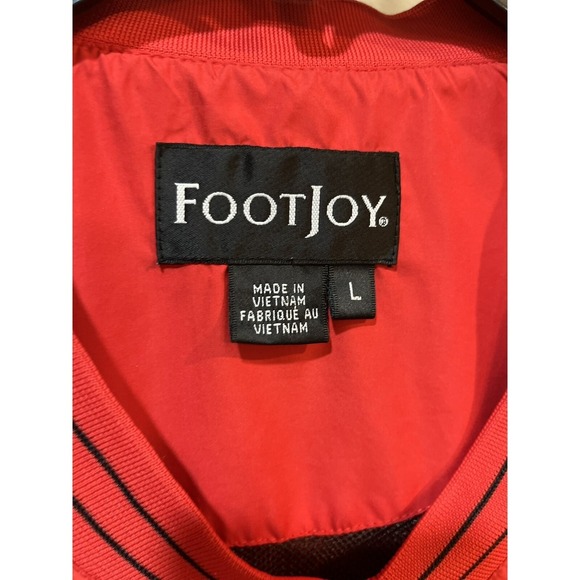 FOOTJOY®
MADE IN
VIETNAM
FABRIQUÉ AU
VIETNAM
L